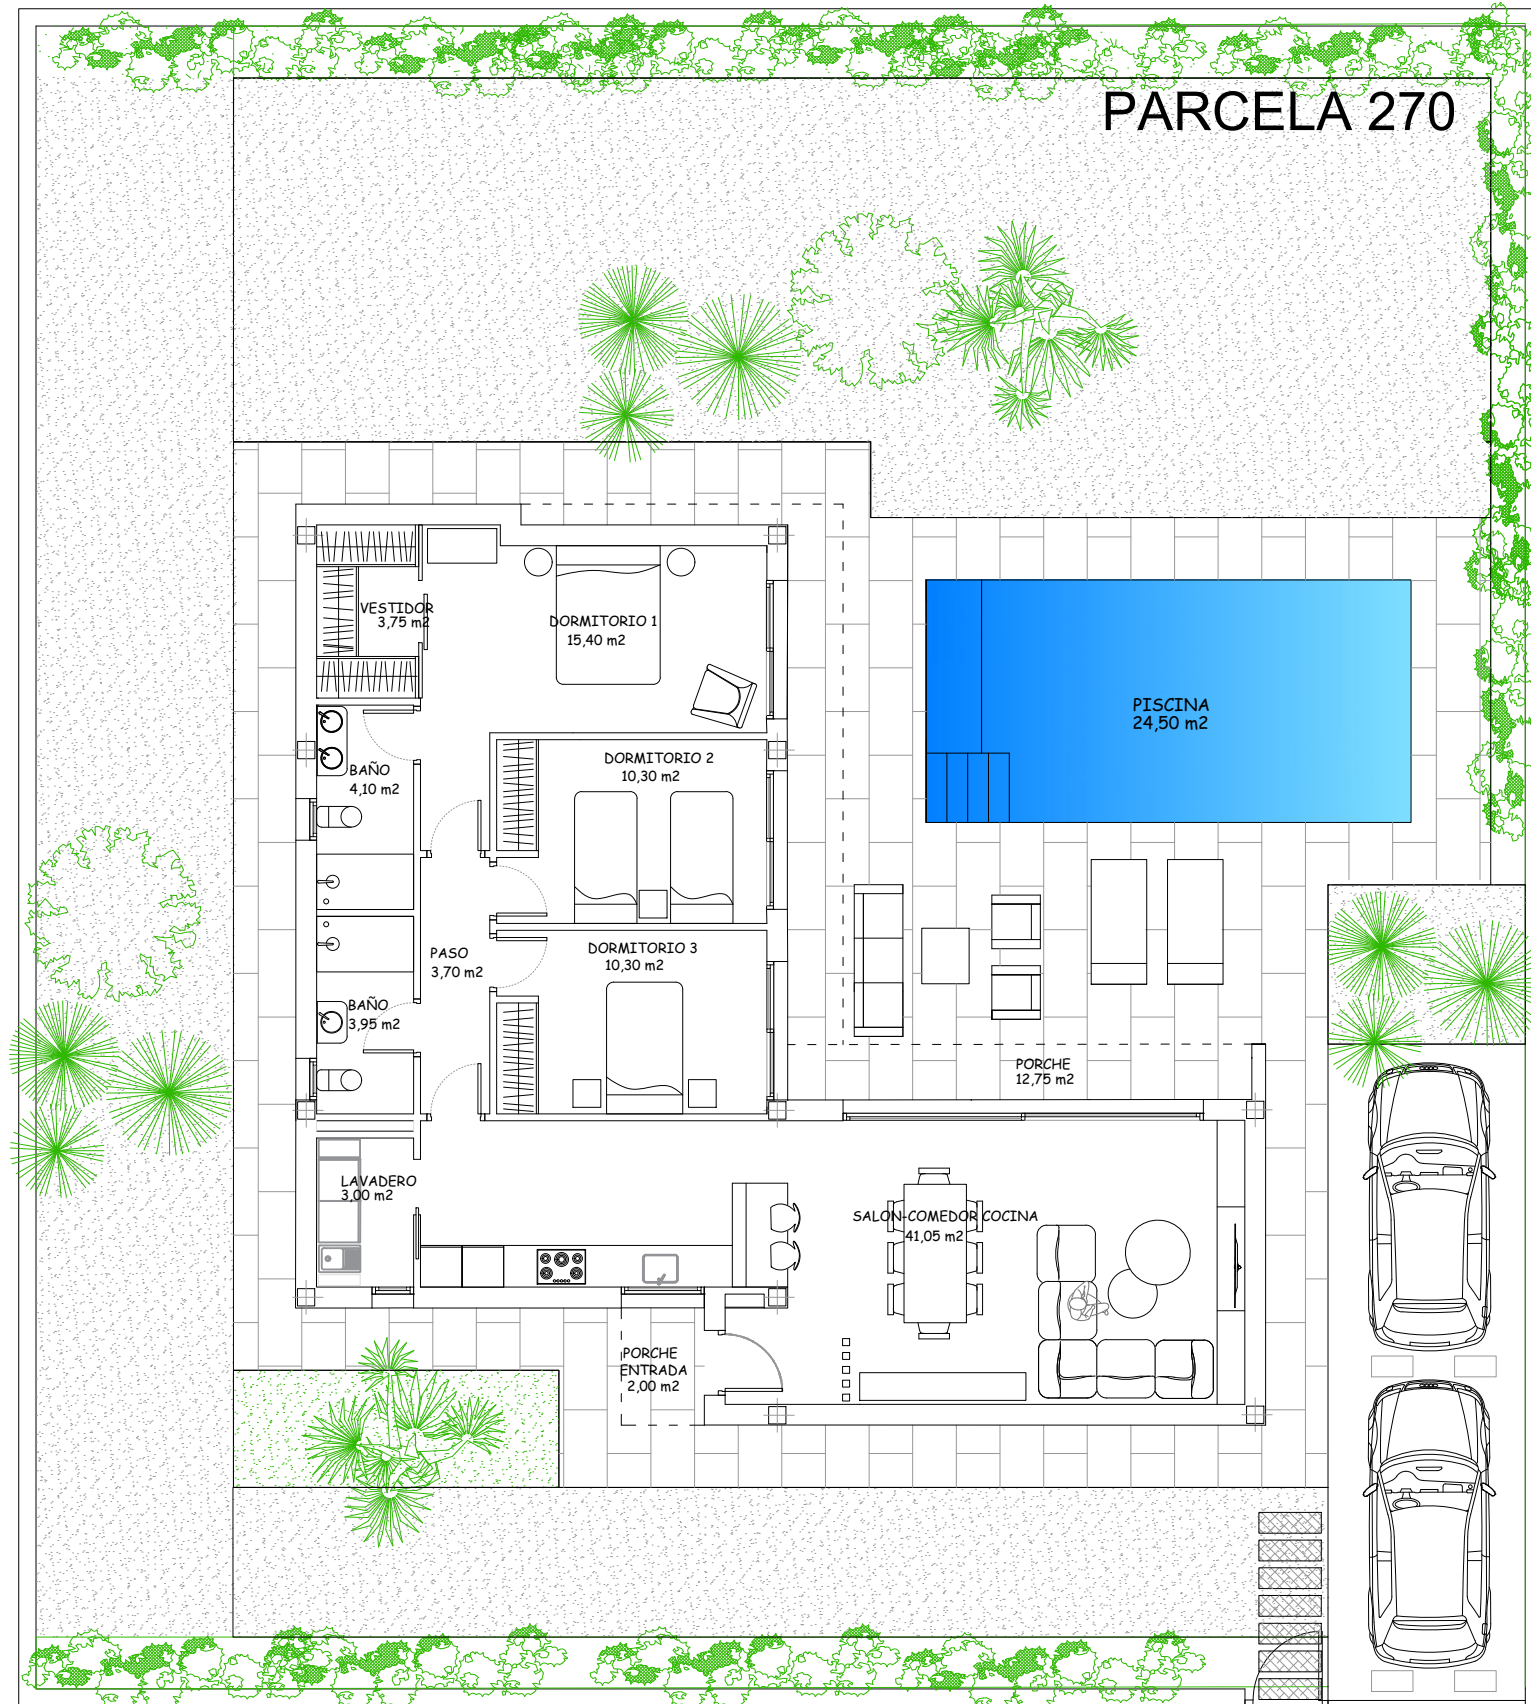 PARCELA 270
VESTIDOR
3,75 m2
DORMITORIO 1
15,40 m2
PISCINA
24,50 m2
BAÑO
4,10 m2
DORMITORIO 2
10,30 m2
PASO
3,70 m2
DORMITORIO 3
10,30 m2
BAÑO
3,95 m2
PORCHE
12,75 m2
LAVADERO
3,00 m2
SALON-COMEDOR COCINA
41,05 m2
PORCHE
ENTRADA
2,00 m2